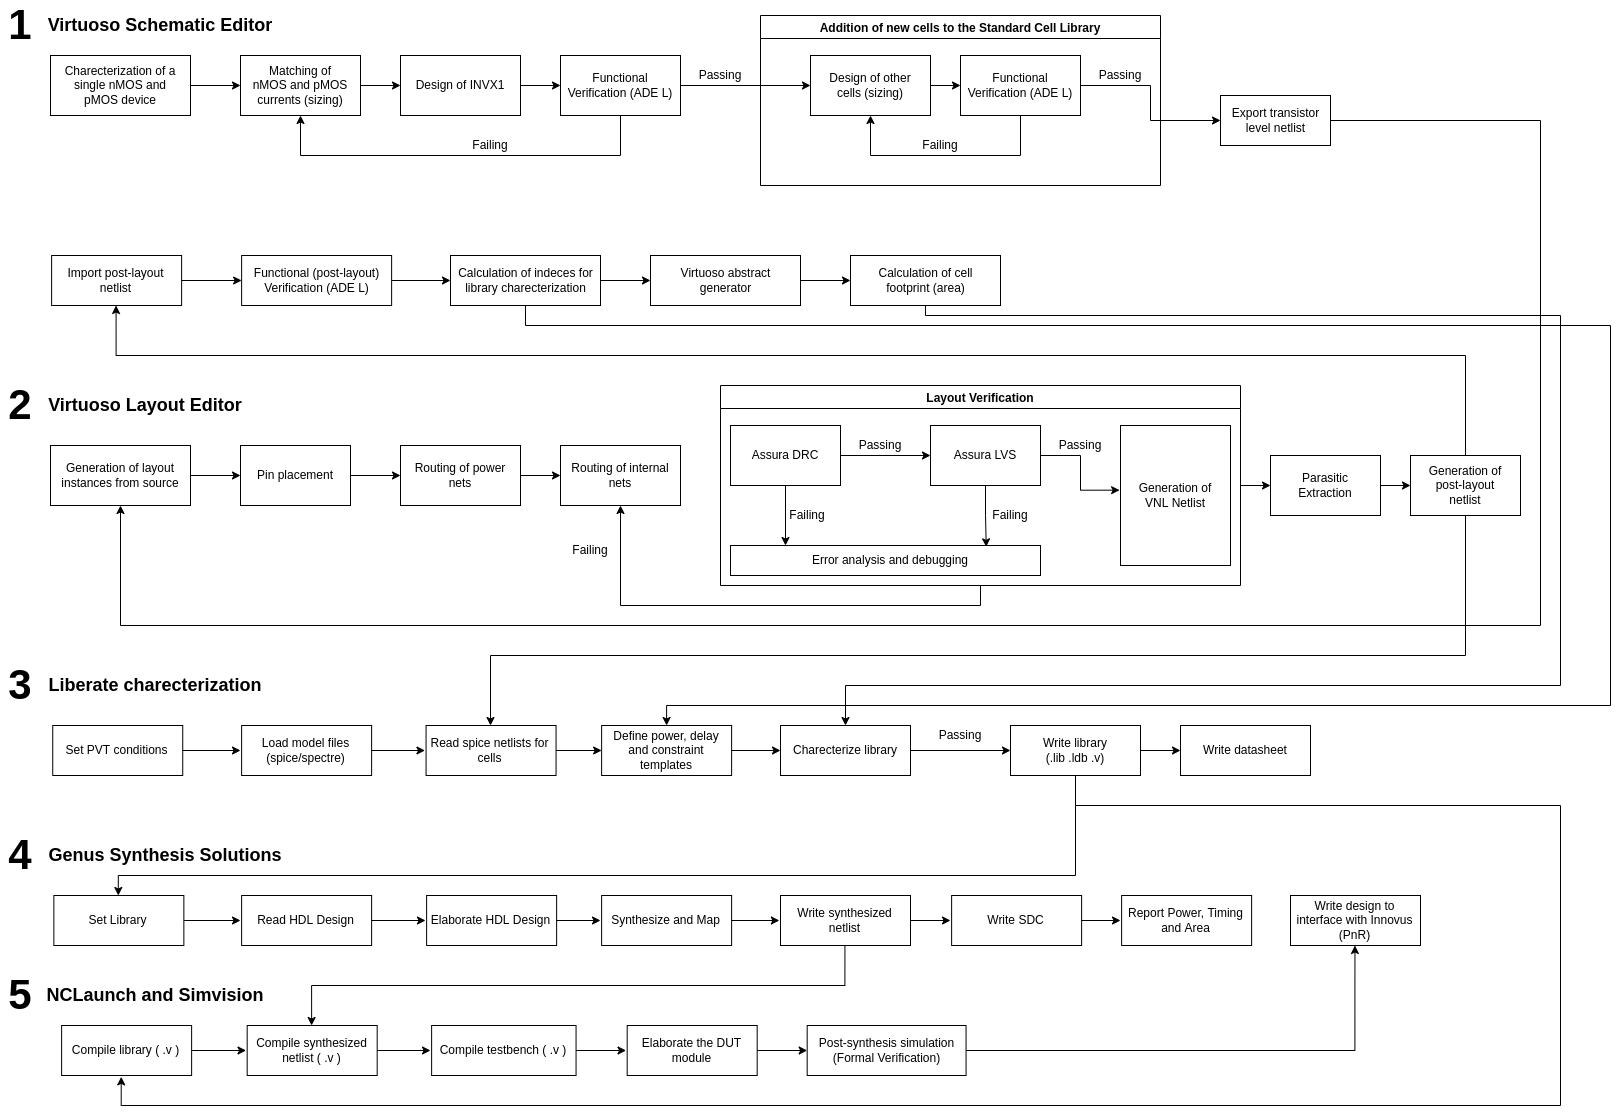 1 Virtuoso Schematic Editor
Charecterization of a
single nMOS and
pMOS device
Matching of
nMOS and pMOS
currents (sizing)
Design of INVX1
Functional
Verification (ADE L)
Failing
Passing
Addition of new cells to the Standard Cell Library
Design of other
cells (sizing)
Functional
Verification (ADE L)
Failing
Passing
Export transistor
level netlist
Import post-layout
netlist
Functional (post-layout)
Verification (ADE L)
Calculation of indeces for
library charecterization
Virtuoso abstract
generator
Calculation of cell
footprint (area)
2 Virtuoso Layout Editor
Generation of layout
instances from source
Pin placement
Routing of power
nets
Routing of internal
nets
Failing
Layout Verification
Assura DRC
Passing
Assura LVS
Passing
Failing
Failing
Error analysis and debugging
Generation of
VNL Netlist
Parasitic
Extraction
Generation of
post-layout
netlist
3 Liberate charecterization
Set PVT conditions
Load model files
(spice/spectre)
Read spice netlists for
cells
Define power, delay
and constraint
templates
Charecterize library
Passing
Write library
(.lib .ldb .v)
Write datasheet
4 Genus Synthesis Solutions
Set Library
Read HDL Design
Elaborate HDL Design
Synthesize and Map
Write synthesized
netlist
Write SDC
Report Power, Timing
and Area
Write design to
interface with Innovus
(PnR)
5 NCLaunch and Simvision
Compile library ( .v )
Compile synthesized
netlist ( .v )
Compile testbench ( .v )
Elaborate the DUT
module
Post-synthesis simulation
(Formal Verification)